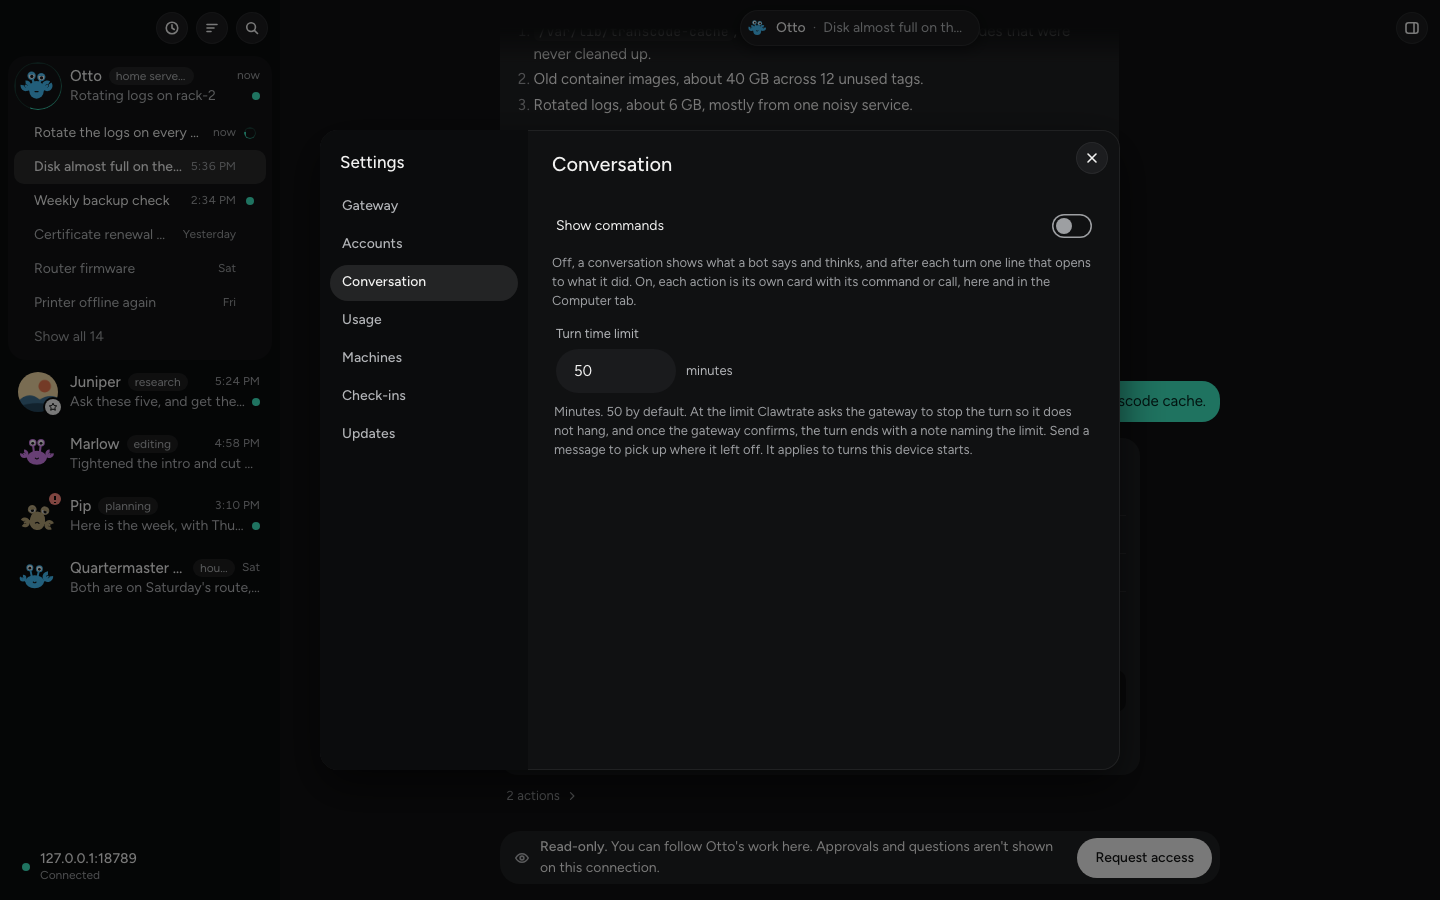 Otto home serve... now
Rotating logs on rack-2
Rotate the logs on every ... now
Disk almost full on the... 5:36 PM
Weekly backup check 2:34 PM
Certificate renewal ... Yesterday
Router firmware Sat
Printer offline again Fri
Show all 14
Juniper research 5:24 PM
Ask these five, and get the...
Marlow editing 4:58 PM
Tightened the intro and cut ...
Pip planning 3:10 PM
Here is the week, with Thu...
Quartermaster ... hou... Sat
Both are on Saturday's route,...
127.0.0.1:18789
Connected
Otto · Disk almost full on th...
never cleaned up.
2. Old container images, about 40 GB across 12 unused tags.
3. Rotated logs, about 6 GB, mostly from one noisy service.
Settings
Gateway
Accounts
Conversation
Usage
Machines
Check-ins
Updates
Conversation
Show commands
Off, a conversation shows what a bot says and thinks, and after each turn one line that opens
to what it did. On, each action is its own card with its command or call, here and in the
Computer tab.
Turn time limit
50 minutes
Minutes. 50 by default. At the limit Clawtrate asks the gateway to stop the turn so it does
not hang, and once the gateway confirms, the turn ends with a note naming the limit. Send a
message to pick up where it left off. It applies to turns this device starts.
cache.
2 actions
Read-only. You can follow Otto's work here. Approvals and questions aren't shown
on this connection.
Request access